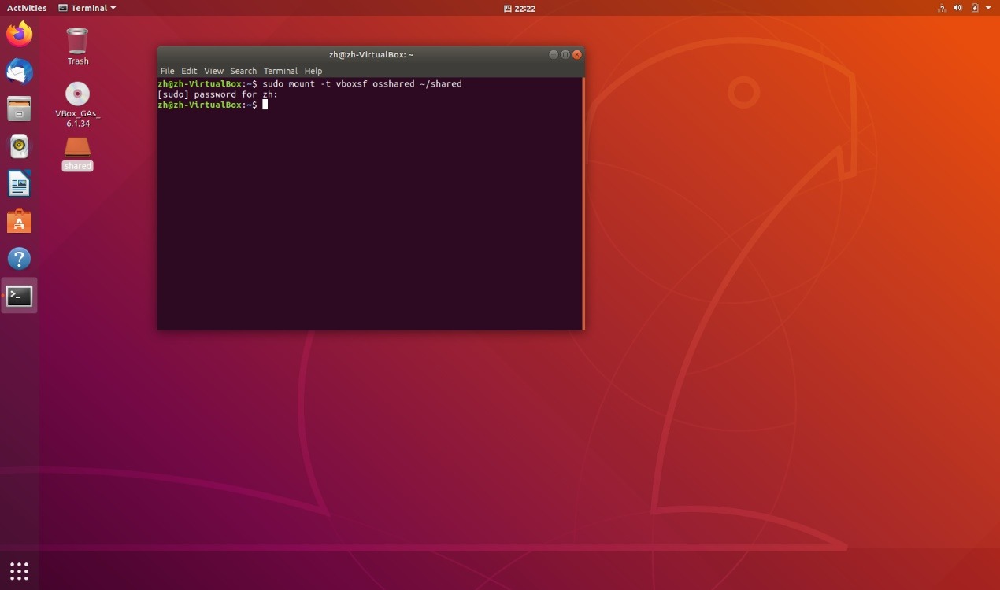 Activities
Terminal
四 22:22
Trash
VBox_GAs_
6.1.34
shared
zh@zh-VirtualBox: ~
File Edit View Search Terminal Help
zh@zh-VirtualBox:~$ sudo mount -t vboxsf osshared ~/shared
[sudo] password for zh:
zh@zh-VirtualBox:~$